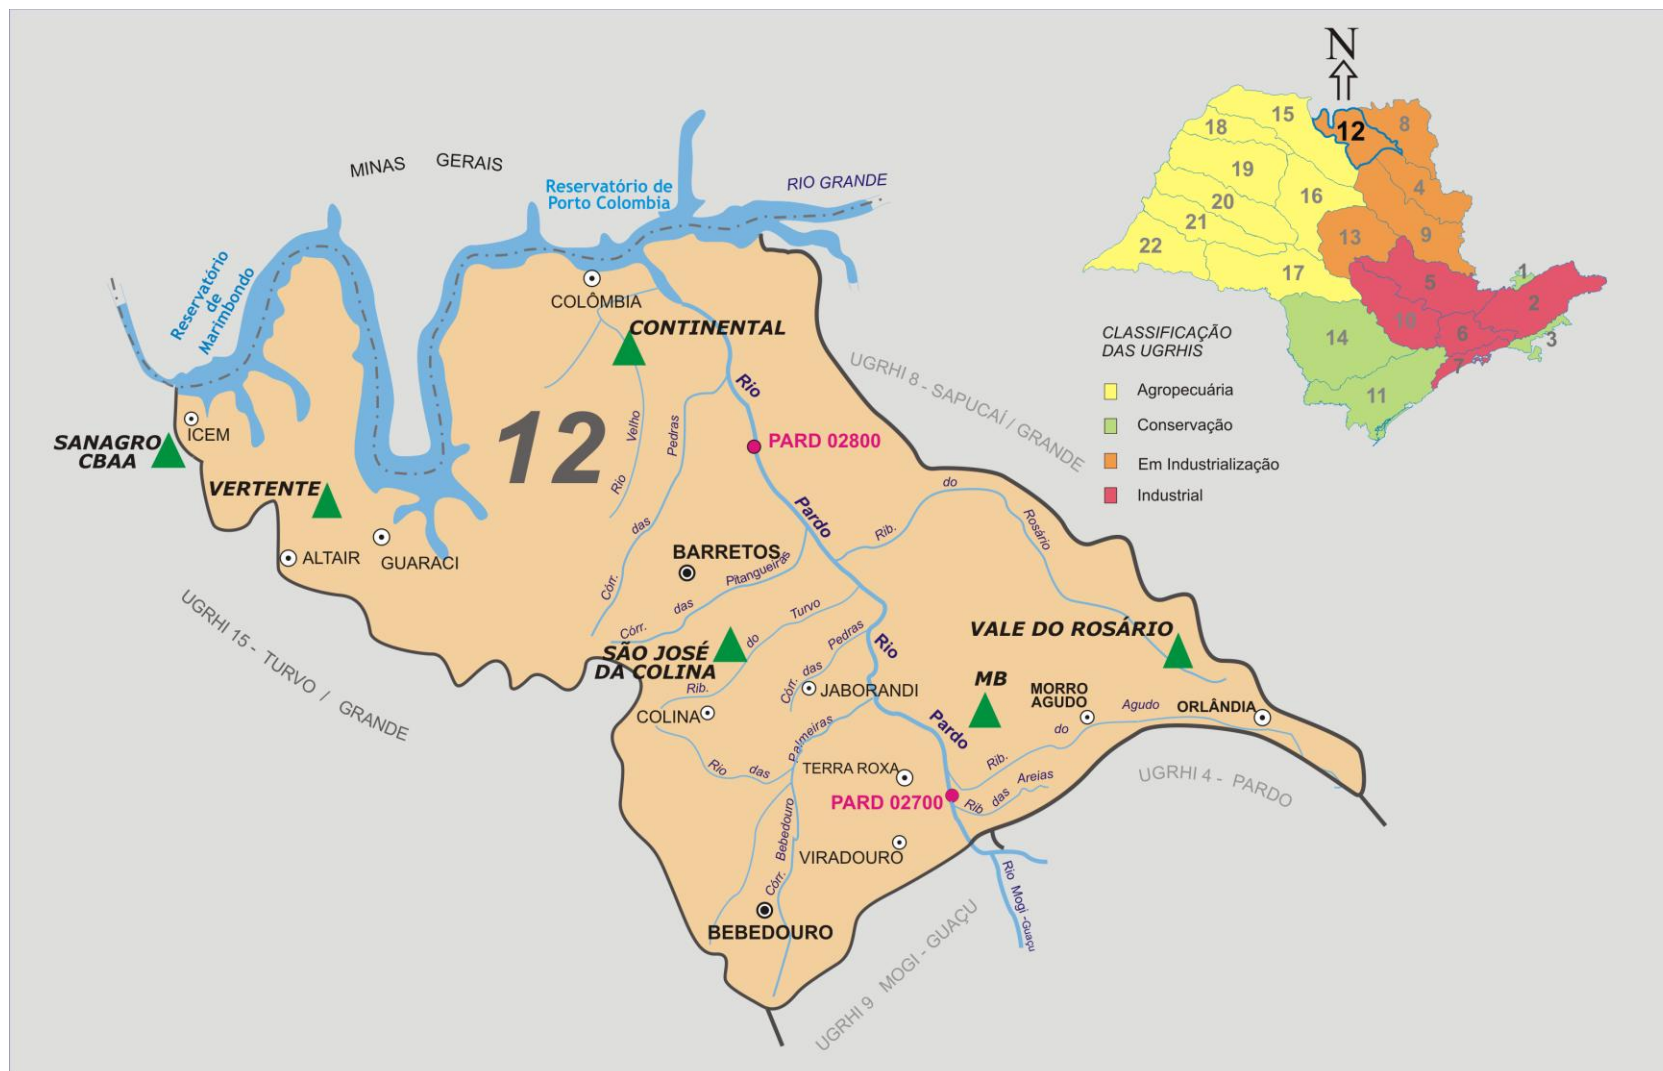 N
MINAS GERAIS
Reservatório de
Porto Colombia
RIO GRANDE
Reservatório
de
Marimbondo
COLÔMBIA
CONTINENTAL
ICEM
SANAGRO
CBAA
VERTENTE
ALTAIR
GUARACI
12
Rio Velho
Córr. das Pedras
Rio Pardo
PARD 02800
UGRHI 8 - SAPUCAÍ / GRANDE
Rib. do Rosário
BARRETOS
Córr. das Pitangueiras
Rib. do Turvo
SÃO JOSÉ
DA COLINA
Córr. das Pedras
JABORANDI
COLINA
Rio das Palmeiras
Rio Pardo
VALE DO ROSÁRIO
MB
MORRO
AGUDO
Rib. do Agudo
ORLÂNDIA
TERRA ROXA
PARD 02700
Rib das Areias
Córr. Bebedouro
VIRADOURO
BEBEDOURO
Rio Mogi -Guaçu
UGRHI 15 - TURVO / GRANDE
UGRHI 4 - PARDO
UGRHI 9 MOGI - GUAÇU
15
12
8
18
19
4
16
20
21
9
13
22
17
5
1
2
10
6
3
14
7
11
CLASSIFICAÇÃO
DAS UGRHIS
Agropecuária
Conservação
Em Industrialização
Industrial